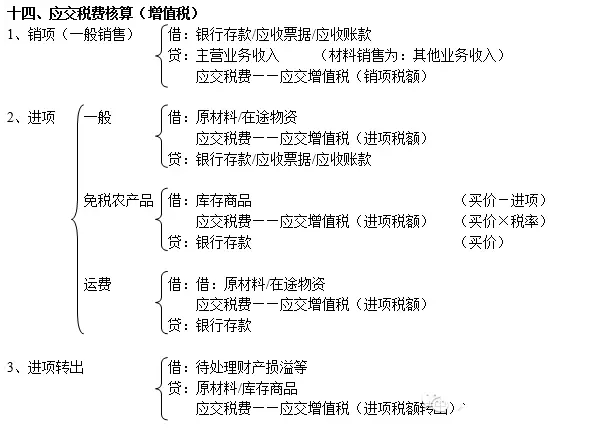 十四、应交税费核算（增值税）
1、销项（一般销售） 借：银行存款/应收票据/应收账款
贷：主营业务收入 （材料销售为：其他业务收入）
应交税费——应交增值税（销项税额）
2、进项 一般 借：原材料/在途物资
应交税费——应交增值税（进项税额）
贷：银行存款/应收票据/应收账款
免税农产品 借：库存商品 （买价－进项）
应交税费——应交增值税（进项税额） （买价×税率）
贷：银行存款 （买价）
运费 借：借：原材料/在途物资
应交税费——应交增值税（进项税额）
贷：银行存款
3、进项转出 借：待处理财产损溢等
贷：原材料/库存商品
应交税费——应交增值税（进项税额转出）